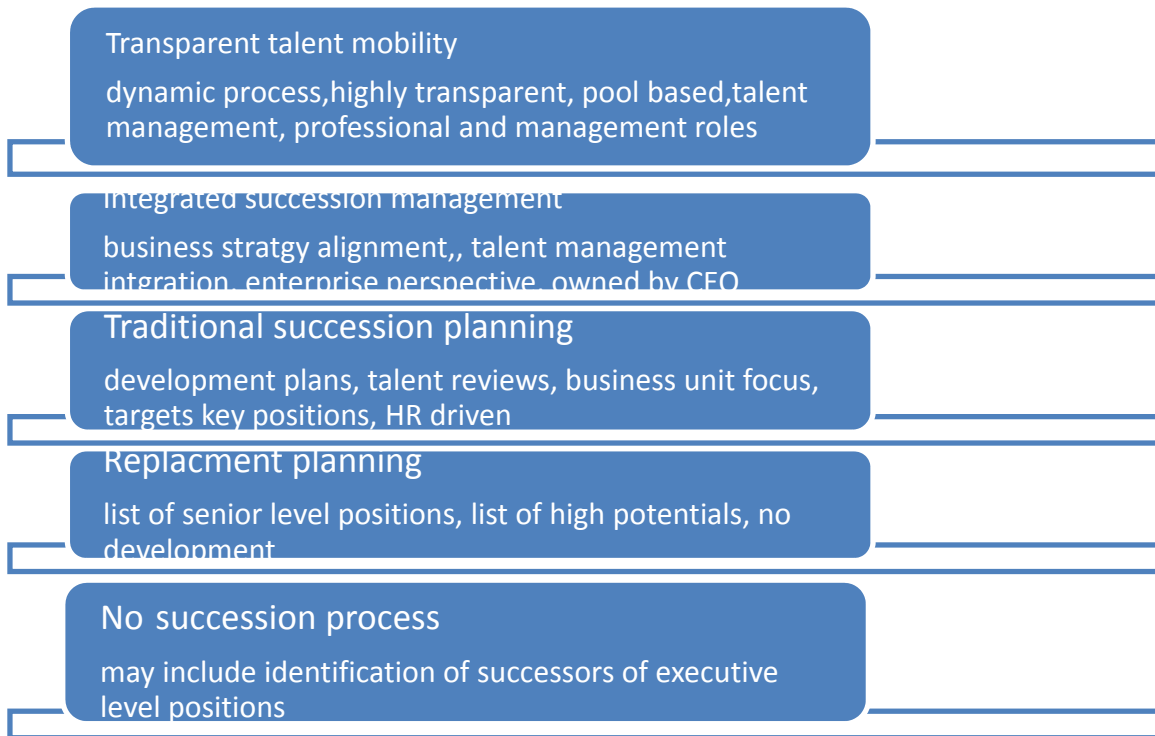 Transparent talent mobility
dynamic process,highly transparent, pool based,talent
management, professional and management roles
Integrated succession management
business stratgy alignment,, talent management
intgration, enterprise perspective, owned by CEO
Traditional succession planning
development plans, talent reviews, business unit focus,
targets key positions, HR driven
Replacment planning
list of senior level positions, list of high potentials, no
development
No succession process
may include identification of successors of executive
level positions